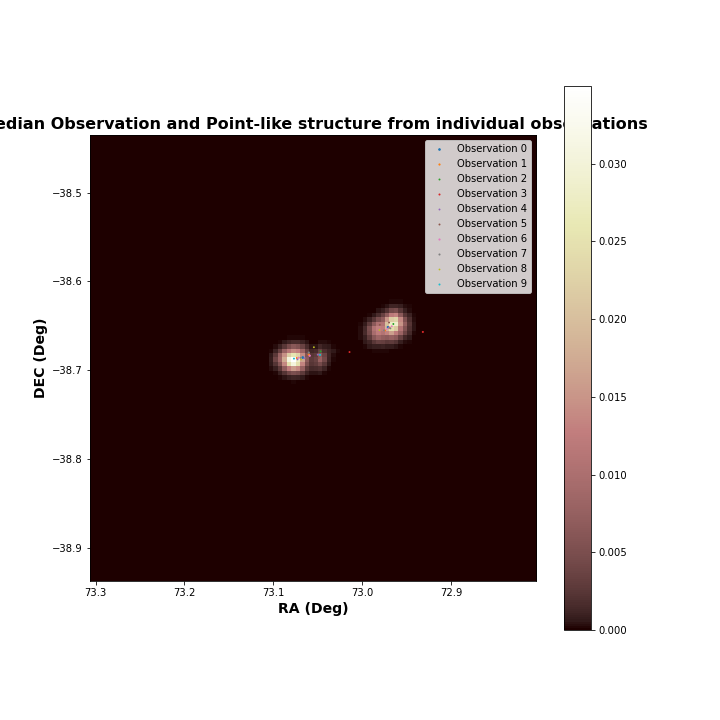 edian Observation and Point-like structure from individual obse ations
Observation 0
Observation 1
Observation 2
Observation 3
Observation 4
Observation 5
Observation 6
Observation 7
Observation 8
Observation 9
−38.5
−38.6
−38.7
−38.8
−38.9
DEC (Deg)
73.3 73.2 73.1 73.0 72.9
RA (Deg)
0.030
0.025
0.020
0.015
0.010
0.005
0.000